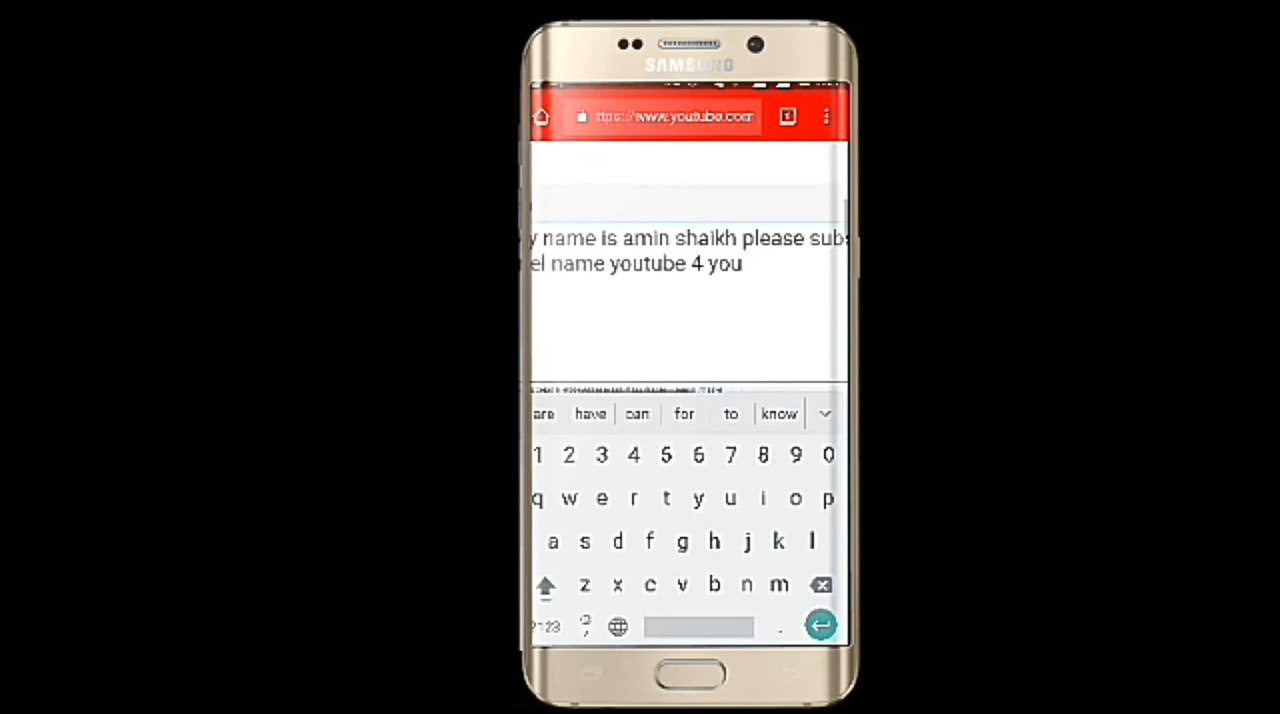 SAMSUNG
ttps://www.youtube.com
y name is amin shaikh please subs
el name youtube 4 you
are have can for to know
1 2 3 4 5 6 7 8 9 0
q w e r t y u i o p
a s d f g h j k l
z x c v b n m
?123 , .